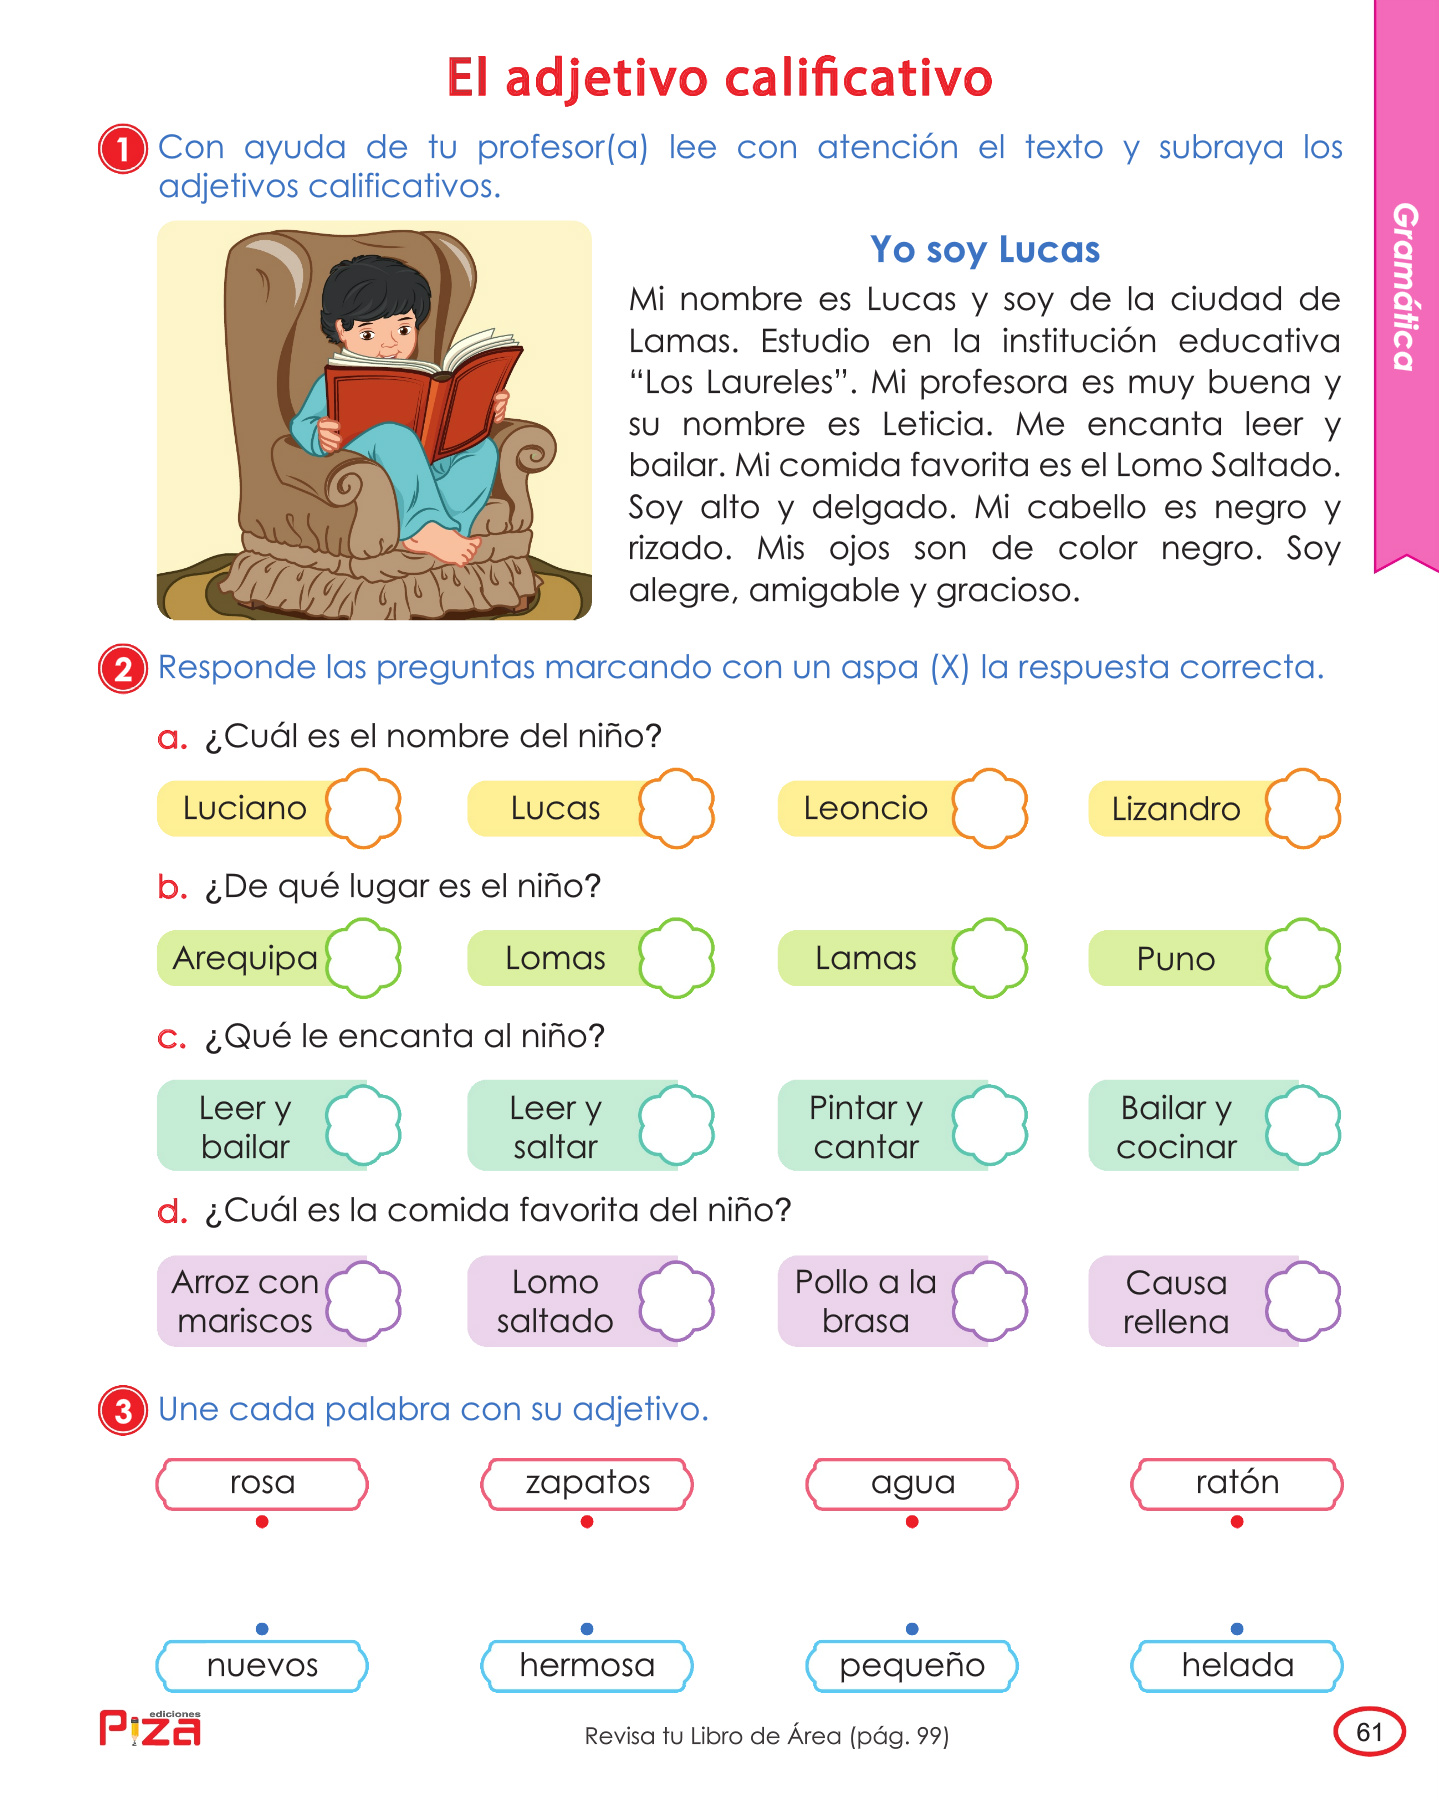 El adjetivo calificativo
1 Con ayuda de tu profesor(a) lee con atención el texto y subraya los
adjetivos calificativos.
Gramática
Yo soy Lucas
Mi nombre es Lucas y soy de la ciudad de
Lamas. Estudio en la institución educativa
“Los Laureles”. Mi profesora es muy buena y
su nombre es Leticia. Me encanta leer y
bailar. Mi comida favorita es el Lomo Saltado.
Soy alto y delgado. Mi cabello es negro y
rizado. Mis ojos son de color negro. Soy
alegre, amigable y gracioso.
2 Responde las preguntas marcando con un aspa (X) la respuesta correcta.
a. ¿Cuál es el nombre del niño?
Luciano Lucas Leoncio Lizandro
b. ¿De qué lugar es el niño?
Arequipa Lomas Lamas Puno
c. ¿Qué le encanta al niño?
Leer y Leer y Pintar y Bailar y
bailar saltar cantar cocinar
d. ¿Cuál es la comida favorita del niño?
Arroz con Lomo Pollo a la Causa
mariscos saltado brasa rellena
3 Une cada palabra con su adjetivo.
rosa zapatos agua ratón
nuevos hermosa pequeño helada
ediciones
Piza
Revisa tu Libro de Área (pág. 99)
61